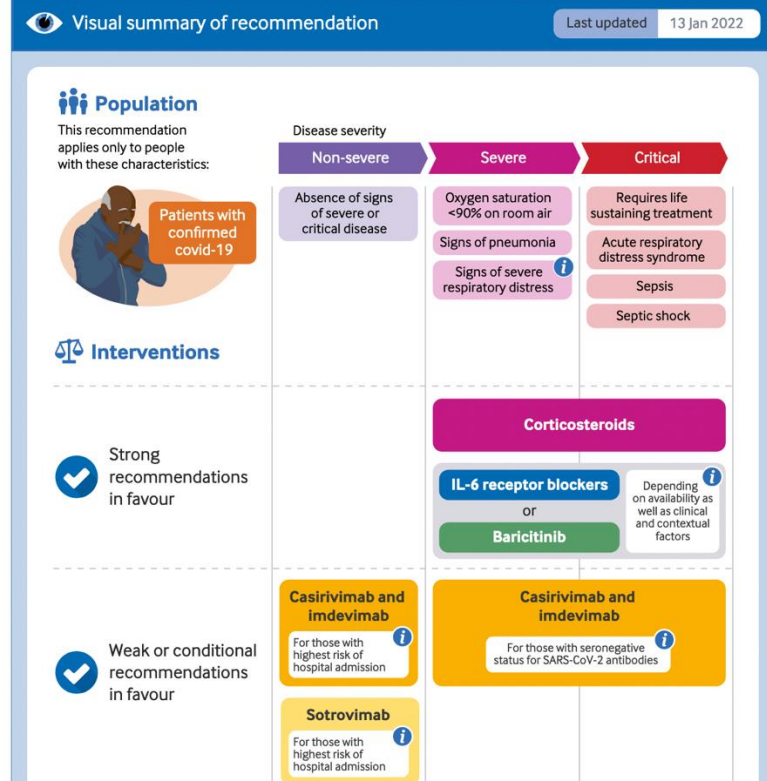 Visual summary of recommendation
Last updated 13 Jan 2022
Population
This recommendation
applies only to people
with these characteristics:
Patients with
confirmed
covid-19
Disease severity
Non-severe
Severe
Critical
Absence of signs
of severe or
critical disease
Oxygen saturation
<90% on room air
Signs of pneumonia
Signs of severe
respiratory distress
i
Requires life
sustaining treatment
Acute respiratory
distress syndrome
Sepsis
Septic shock
Interventions
Strong
recommendations
in favour
Corticosteroids
IL-6 receptor blockers
or
Baricitinib
Depending
on availability as
well as clinical
and contextual
factors
i
Weak or conditional
recommendations
in favour
Casirivimab and
imdevimab
For those with
highest risk of
hospital admission
i
Casirivimab and
imdevimab
For those with seronegative
status for SARS-CoV-2 antibodies
i
Sotrovimab
For those with
highest risk of
hospital admission
i